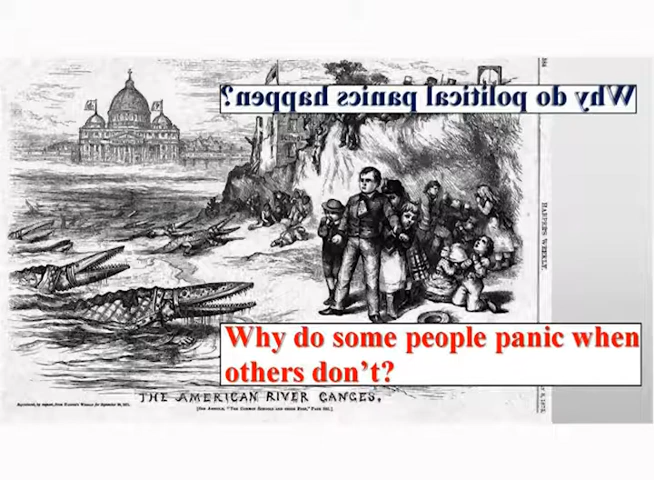 Why do political panics happen?
HARPER'S WEEKLY.
Why do some people panic when
others don't?
THE AMERICAN RIVER GANGES.